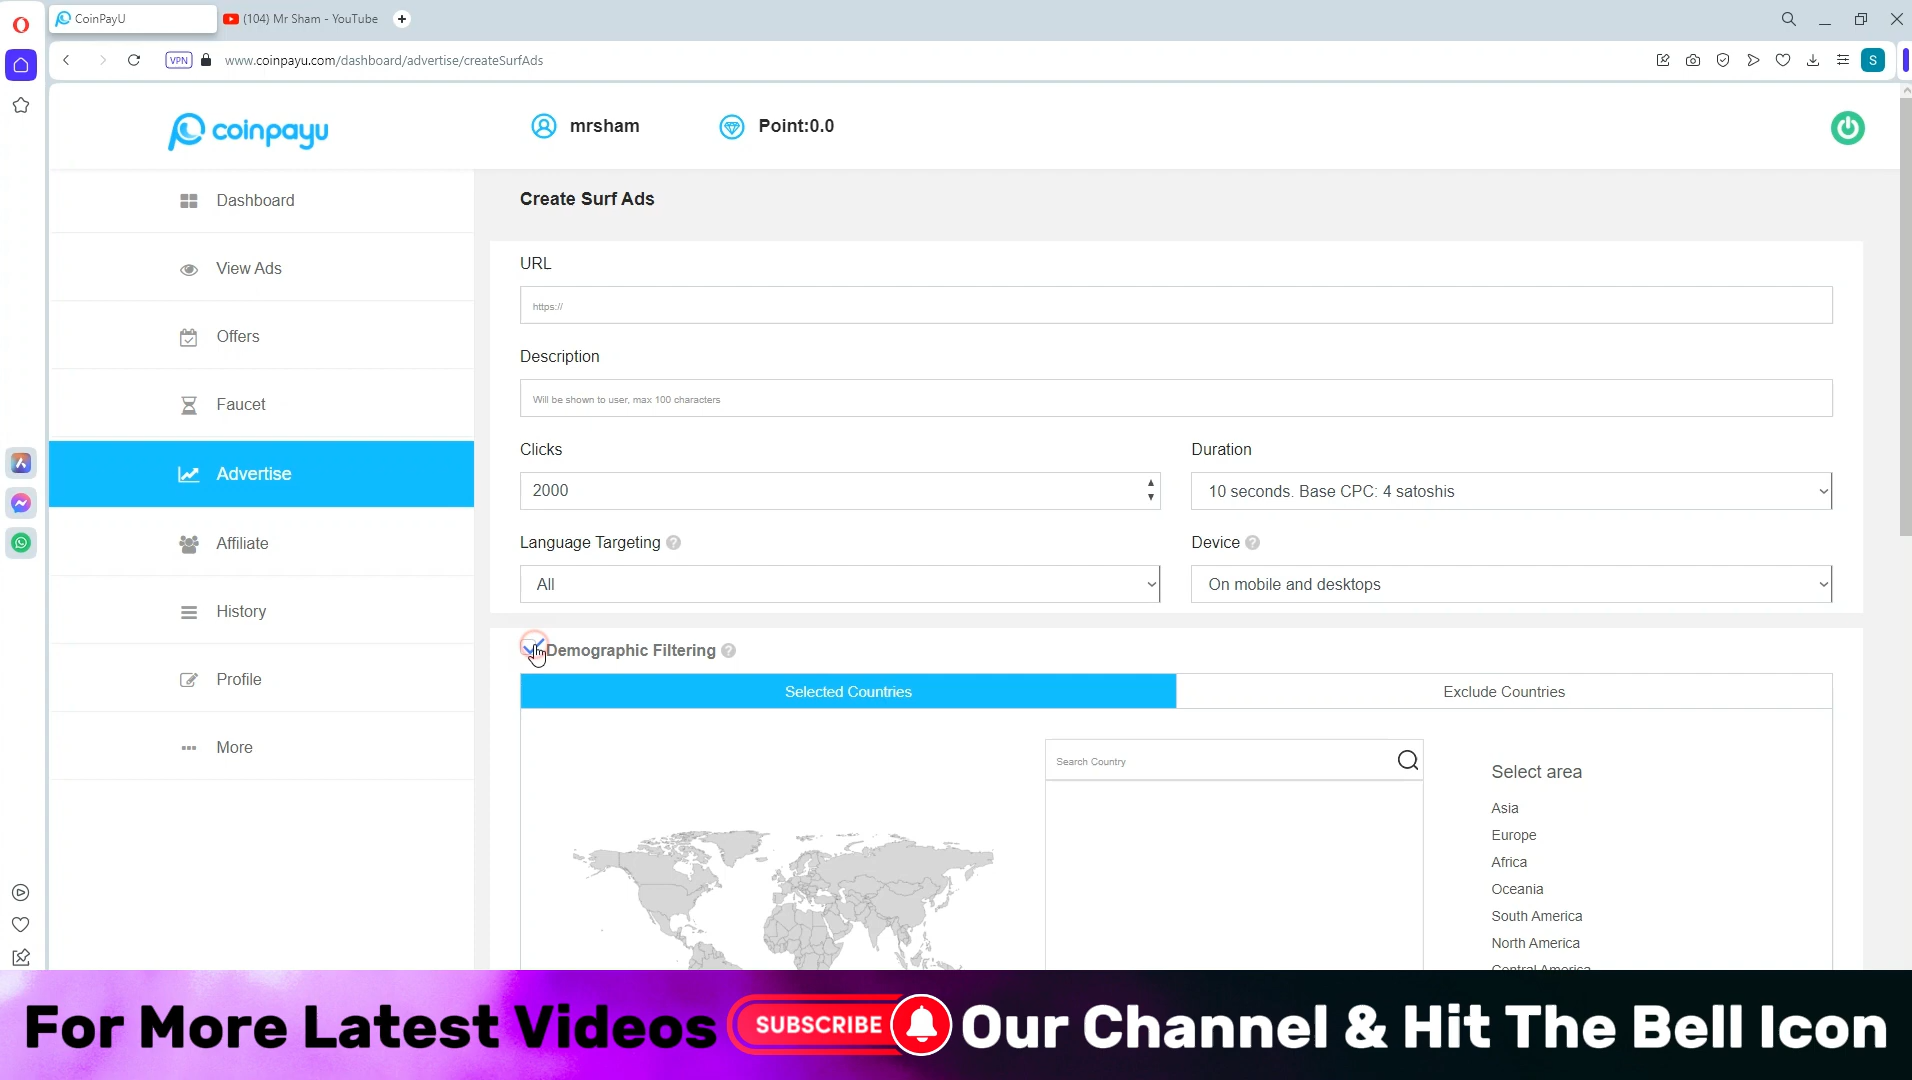 CoinPayU
(104) Mr Sham - YouTube
VPN
www.coinpayu.com/dashboard/advertise/createSurfAds
S
coinpayu
mrsham
Point:0.0
Dashboard
View Ads
Offers
Faucet
Advertise
Affiliate
History
Profile
More
Create Surf Ads
URL
https://
Description
Will be shown to user, max 100 characters
Clicks
Duration
2000
10 seconds. Base CPC: 4 satoshis
Language Targeting
Device
All
On mobile and desktops
Demographic Filtering
Selected Countries
Exclude Countries
Search Country
Select area
Asia
Europe
Africa
Oceania
South America
North America
Central America
For More Latest Videos SUBSCRIBE Our Channel & Hit The Bell Icon